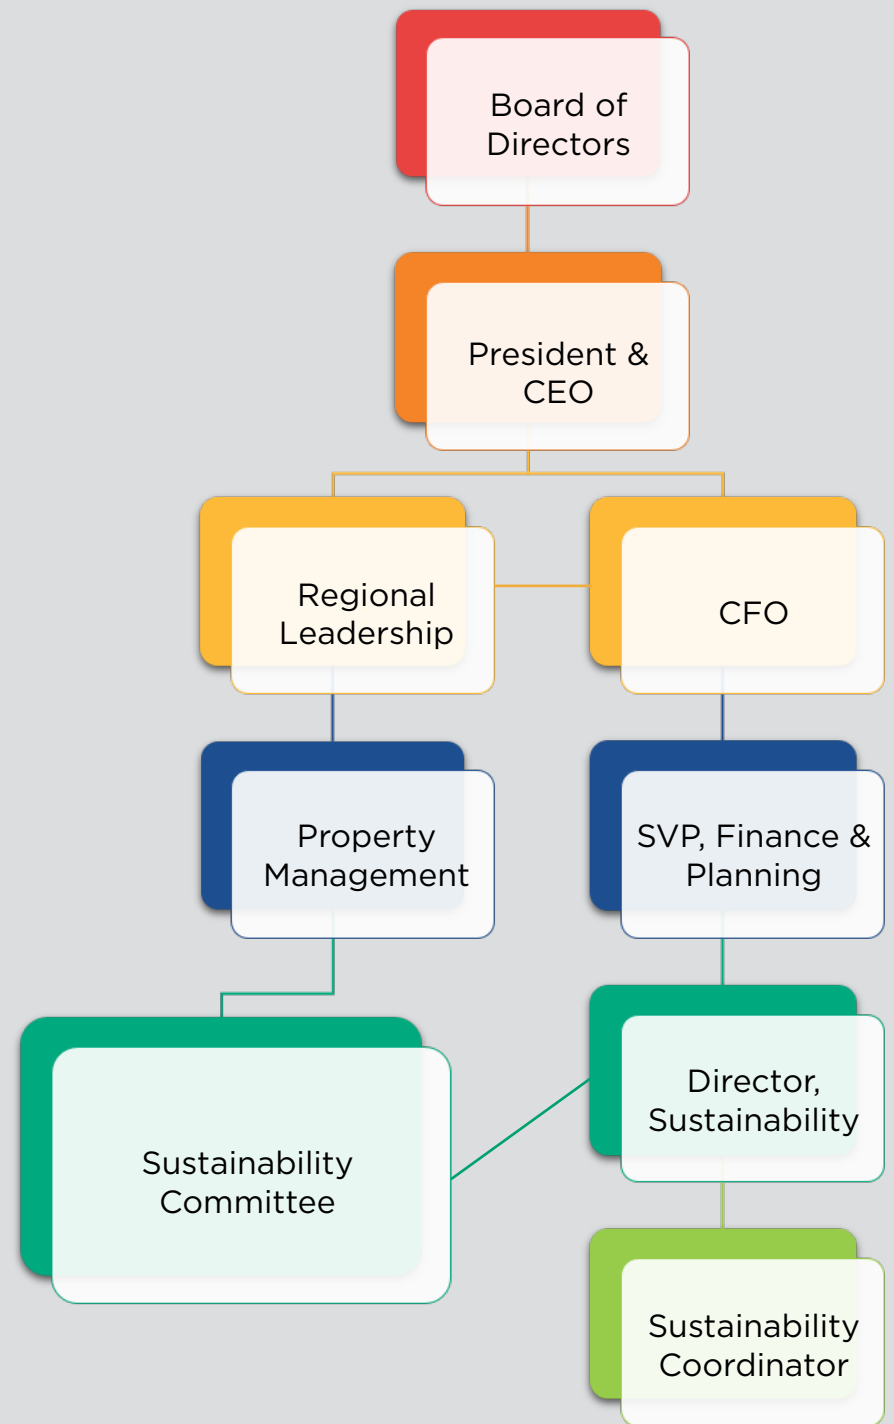 Board of
Directors
President &
CEO
Regional
Leadership
CFO
Property
Management
SVP, Finance &
Planning
Sustainability
Committee
Director,
Sustainability
Sustainability
Coordinator